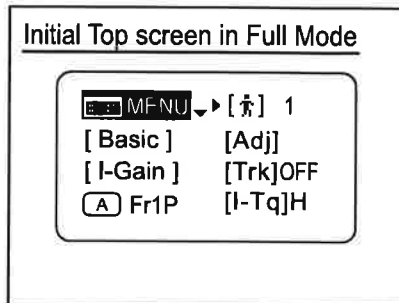 Initial Top screen in Full Mode
MENU [ ] 1
[ Basic ] [Adj]
[ I-Gain ] [Trk]OFF
A Fr1P [I-Tq]H